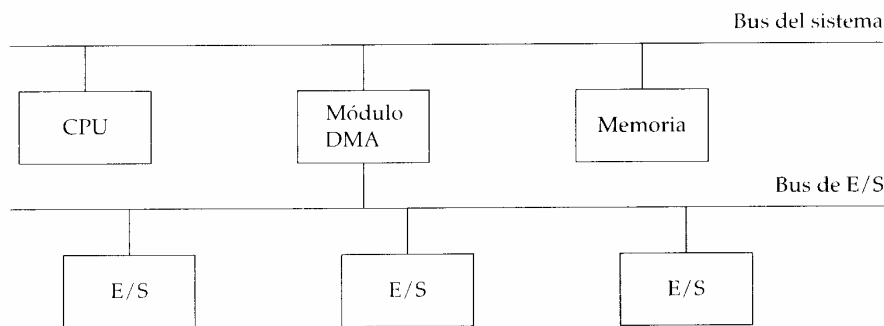 Bus del sistema
CPU
Módulo
DMA
Memoria
Bus de E/S
E/S
E/S
E/S